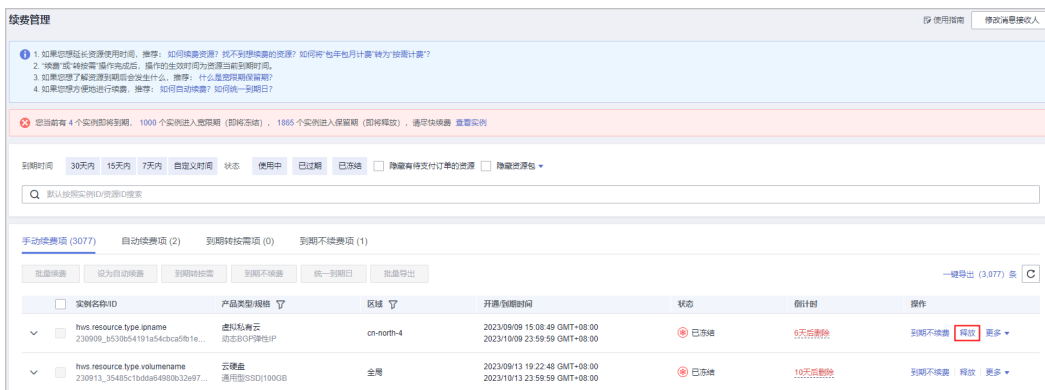 续费管理
使用指南
修改消息接收人
1. 如果您想延长资源使用时间，推荐：如何续费资源？找不到想续费的资源？如何将"包年包月计费"转为"按需计费"？
2. "续费"或"转按需"操作完成后，操作的生效时间为资源当前到期时间。
3. 如果您想了解资源到期后会发生什么，推荐：什么是宽限期保留期？
4. 如果您想方便地进行续费，推荐：如何自动续费？如何统一到期日？
您当前有 4 个实例即将到期， 1000 个实例进入宽限期（即将冻结）， 1865 个实例进入保留期（即将释放），请尽快续费 查看实例
到期时间 30天内 15天内 7天内 自定义时间 状态 使用中 已过期 已冻结 隐藏有待支付订单的资源 隐藏资源包
默认按照实例ID/资源ID搜索
手动续费项 (3077) 自动续费项 (2) 到期转按需项 (0) 到期不续费项 (1)
批量续费 设为自动续费 到期转按需 到期不续费 统一到期日 批量导出 一键导出（3,077）条
实例名称/ID 产品类型/规格 区域 开通/到期时间 状态 倒计时 操作
hws.resource.type.ipname 虚拟私有云 cn-north-4 2023/09/09 15:08:49 GMT+08:00 已冻结 6天后删除 到期不续费 释放 更多
230909_b530b54191a54cbca5fb1e... 动态BGP弹性IP 2023/10/09 23:59:59 GMT+08:00
hws.resource.type.volumename 云硬盘 全局 2023/09/13 19:22:48 GMT+08:00 已冻结 10天后删除 到期不续费 释放 更多
230913_35485c1bdda64980b32e97... 通用型SSD|100GB 2023/10/13 23:59:59 GMT+08:00